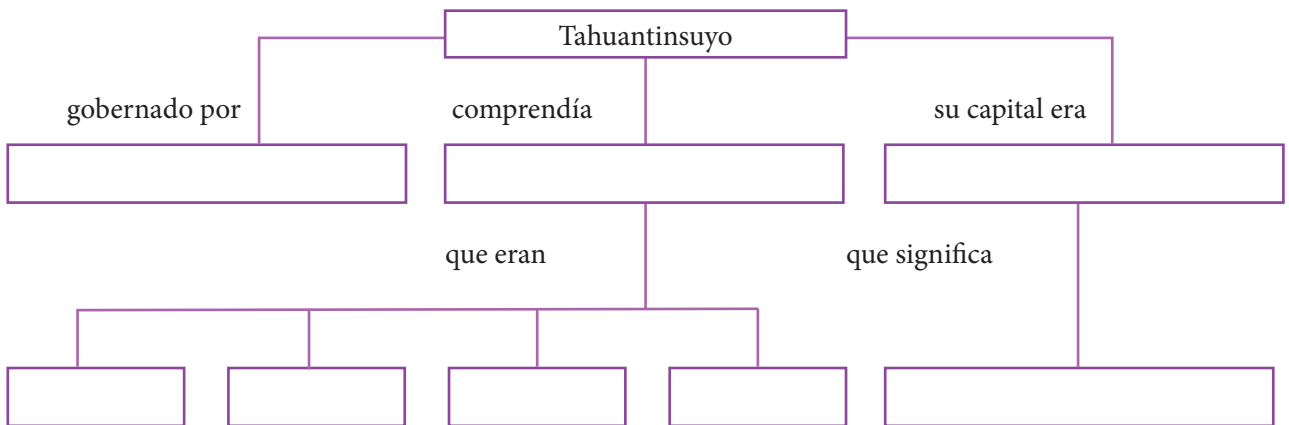 Tahuantinsuyo
gobernado por
comprendía
su capital era
que eran
que significa